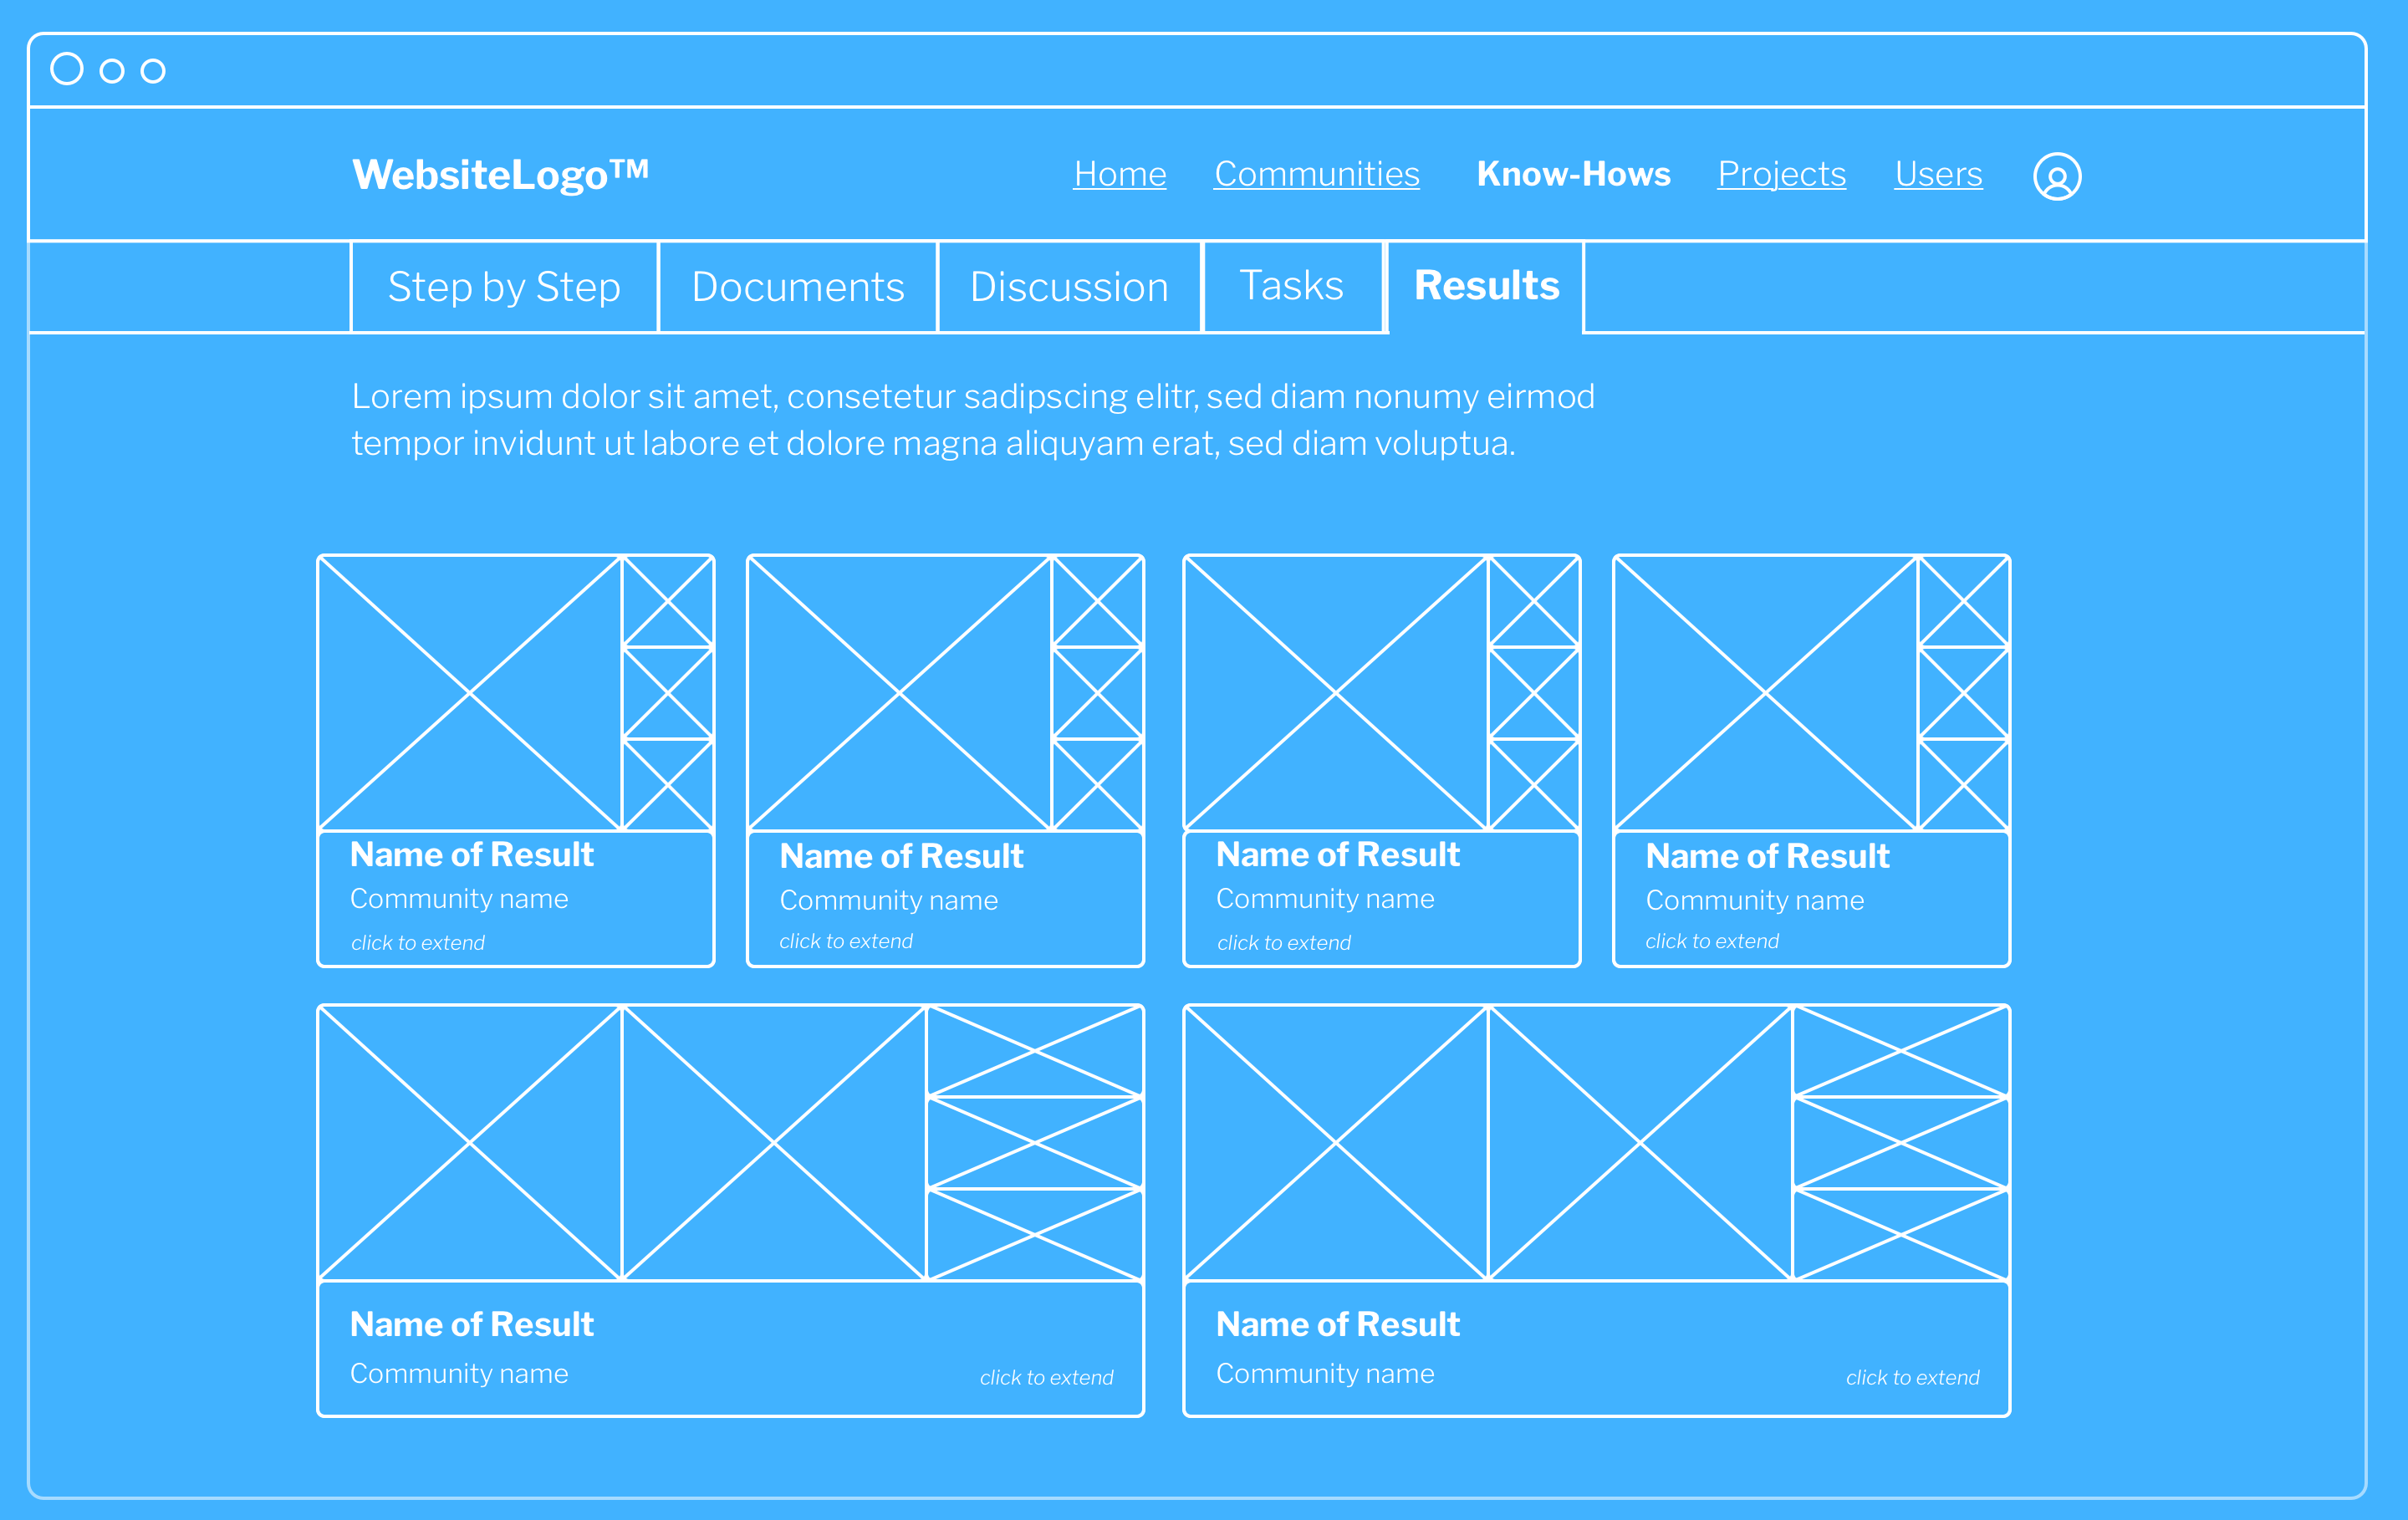 WebsiteLogo™
Home Communities Know-Hows Projects Users
Step by Step Documents Discussion Tasks Results
Lorem ipsum dolor sit amet, consetetur sadipscing elitr, sed diam nonumy eirmod
tempor invidunt ut labore et dolore magna aliquyam erat, sed diam voluptua.
Name of Result
Community name
click to extend
Name of Result
Community name
click to extend
Name of Result
Community name
click to extend
Name of Result
Community name
click to extend
Name of Result
Community name
click to extend
Name of Result
Community name
click to extend